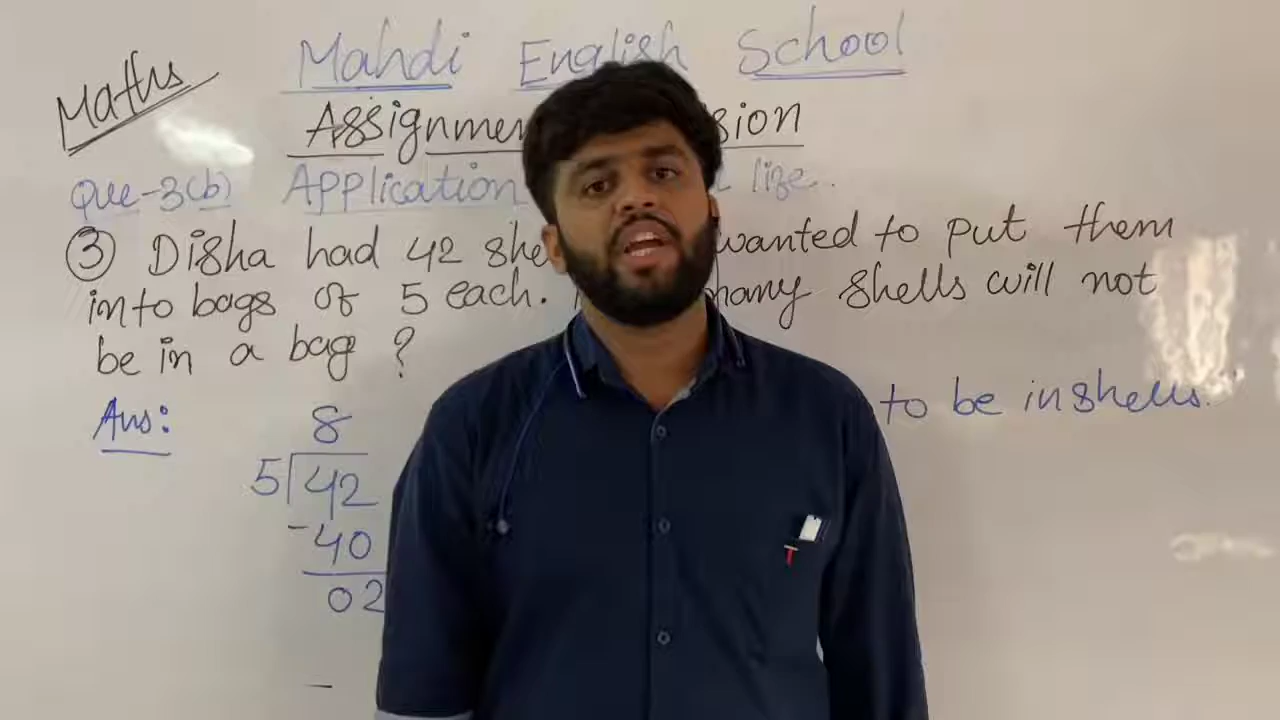 Mahdi English School
Maths
Assignmen sion
Que-3(b) Application life.
③ Disha had 42 she wanted to put them
into bags of 5 each. many shells will not
be in a bag ?
Ans: to be in shells.
8
5 42
- 40
02